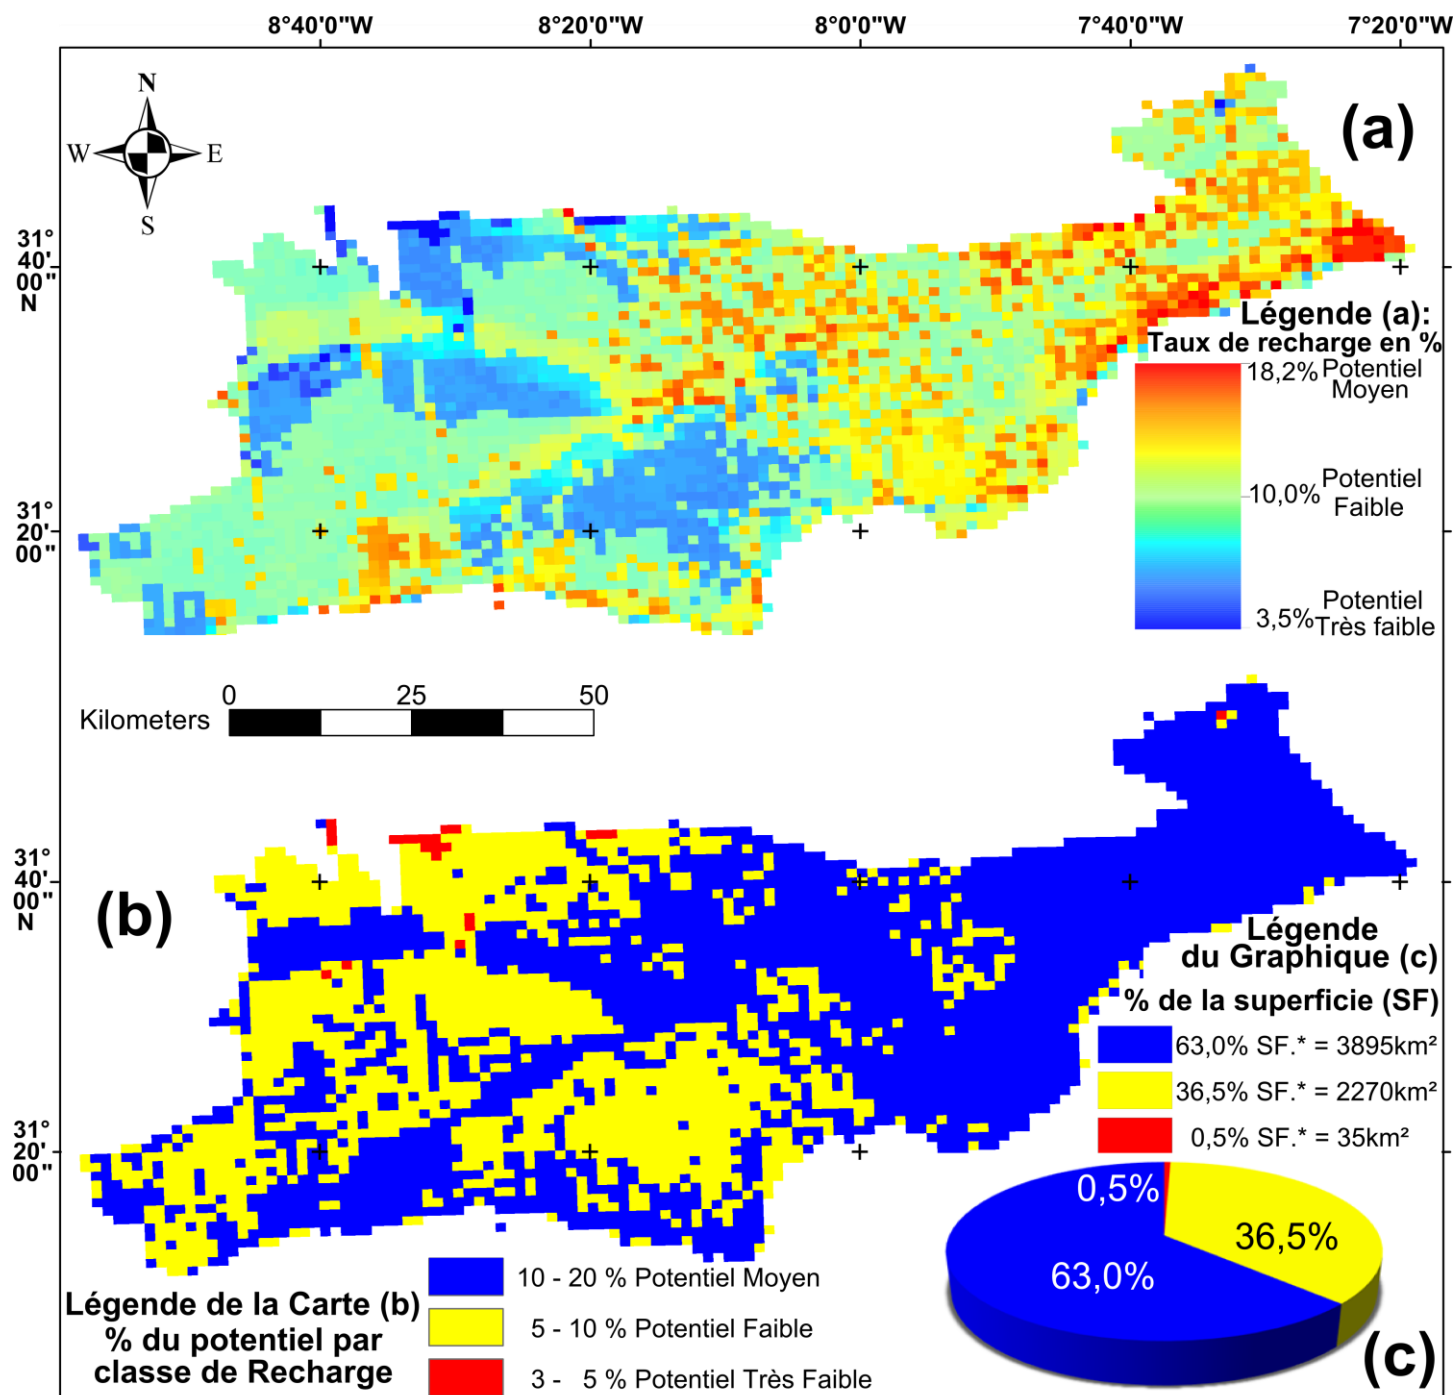 8°40'0"W 8°20'0"W 8°0'0"W 7°40'0"W 7°20'0"W
N
W E
S
(a)
31°
40'
00"
N
31°
20'
00"
Légende (a):
Taux de recharge en %
18,2% Potentiel
Moyen
10,0% Potentiel
Faible
3,5% Potentiel
Très faible
0 25 50
Kilometers
31°
40'
00"
N
(b)
31°
20'
00"
Légende
du Graphique (c)
% de la superficie (SF)
63,0% SF.* = 3895km²
36,5% SF.* = 2270km²
0,5% SF.* = 35km²
0,5%
36,5%
63,0%
(c)
Légende de la Carte (b)
% du potentiel par
classe de Recharge
10 - 20 % Potentiel Moyen
5 - 10 % Potentiel Faible
3 - 5 % Potentiel Très Faible